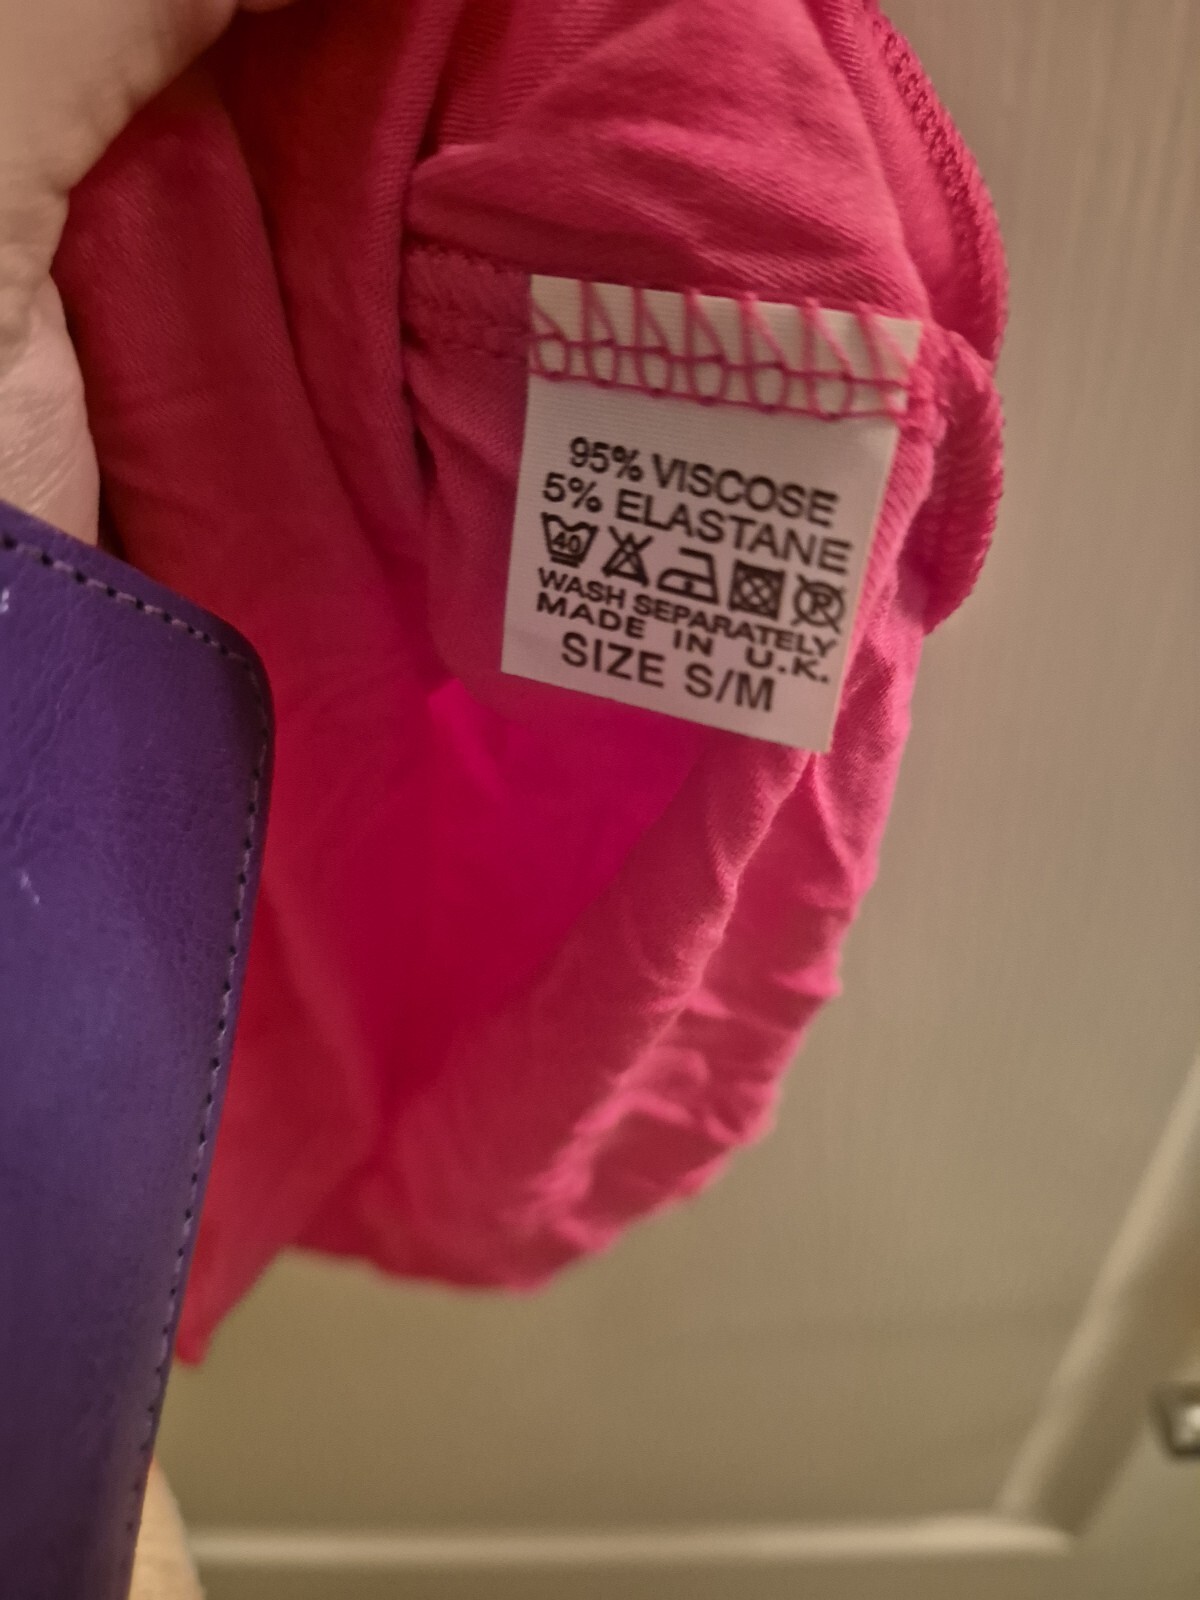 95% VISCOSE
5% ELASTANE
40 P
WASH SEPARATELY
MADE IN U.K.
SIZE S/M